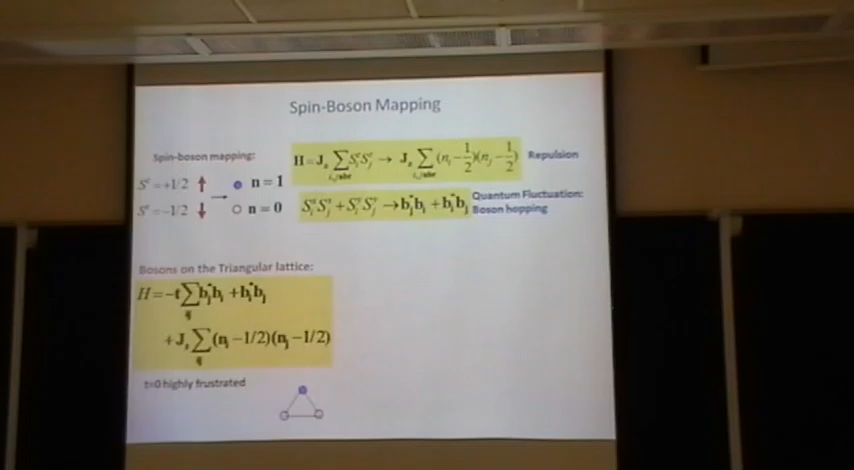 Spin-Boson Mapping
Spin-boson mapping:
H=J_z ∑_{i,j nbr} S_i^z S_j^z → J_z ∑_{i,j nbr} (n_i − 1/2)(n_j − 1/2) Repulsion
S^z =+1/2 ↑ → ● n = 1
S^z =−1/2 ↓ ○ n = 0
S_i^x S_j^x + S_i^y S_j^y → b_j^+ b_i + b_i^+ b_j
Quantum Fluctuation:
Boson hopping
Bosons on the Triangular lattice:
H = −t ∑_{ij} b_j^+ b_i + b_i^+ b_j
+ J_z ∑_{ij} (n_i − 1/2)(n_j − 1/2)
t=0 highly frustrated